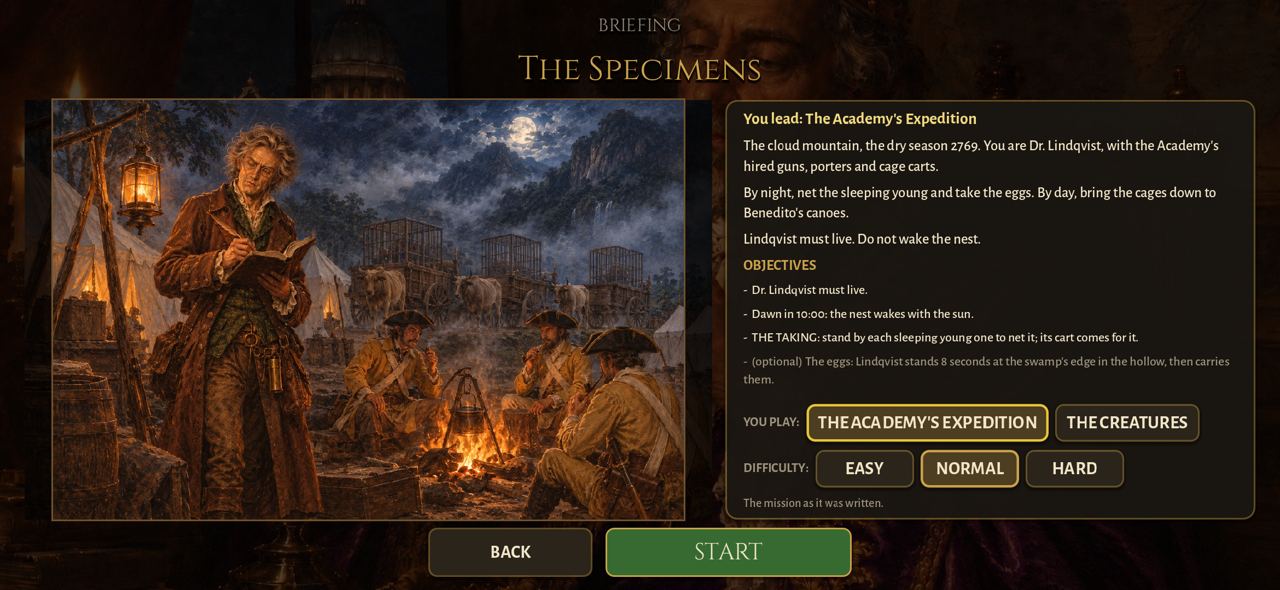 BRIEFING
The Specimens
You lead: The Academy's Expedition
The cloud mountain, the dry season 2769. You are Dr. Lindqvist, with the Academy's
hired guns, porters and cage carts.
By night, net the sleeping young and take the eggs. By day, bring the cages down to
Benedito's canoes.
Lindqvist must live. Do not wake the nest.
OBJECTIVES
- Dr. Lindqvist must live.
- Dawn in 10:00: the nest wakes with the sun.
- THE TAKING: stand by each sleeping young one to net it; its cart comes for it.
- (optional) The eggs: Lindqvist stands 8 seconds at the swamp's edge in the hollow, then carries
them.
YOU PLAY: THE ACADEMY'S EXPEDITION THE CREATURES
DIFFICULTY: EASY NORMAL HARD
The mission as it was written.
BACK START